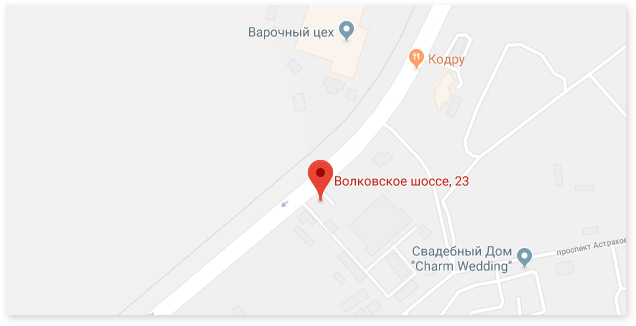 Варочный цех
Кодру
Волковское шоссе, 23
Свадебный Дом
"Charm Wedding"
проспект Астрахо